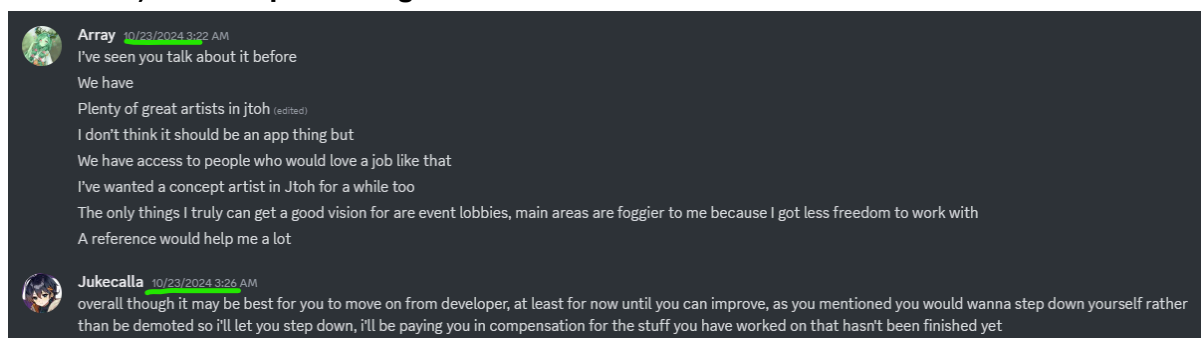 Array 10/23/2024 3:22 AM
I've seen you talk about it before
We have
Plenty of great artists in jtoh (edited)
I don't think it should be an app thing but
We have access to people who would love a job like that
I've wanted a concept artist in Jtoh for a while too
The only things I truly can get a good vision for are event lobbies, main areas are foggier to me because I got less freedom to work with
A reference would help me a lot
Jukecalla 10/23/2024 3:26 AM
overall though it may be best for you to move on from developer, at least for now until you can improve, as you mentioned you would wanna step down yourself rather
than be demoted so i'll let you step down, i'll be paying you in compensation for the stuff you have worked on that hasn't been finished yet